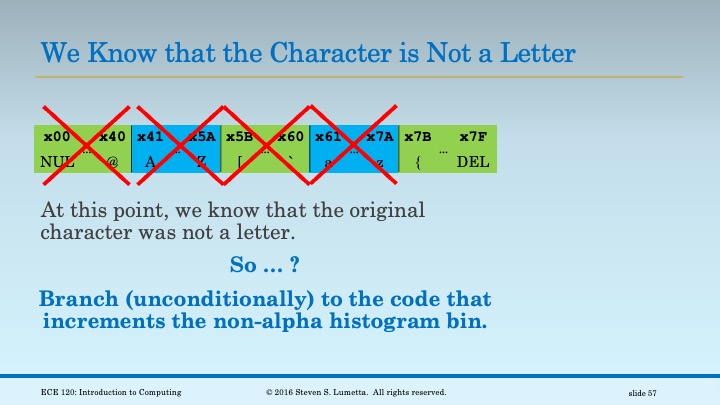 We Know that the Character is Not a Letter
x00 x40 x41 x5A x5B x60 x61 x7A x7B x7F
NUL … @ A … Z [ … ` a … z { … DEL
At this point, we know that the original
character was not a letter.
So … ?
Branch (unconditionally) to the code that
increments the non-alpha histogram bin.
ECE 120: Introduction to Computing © 2016 Steven S. Lumetta. All rights reserved. slide 57